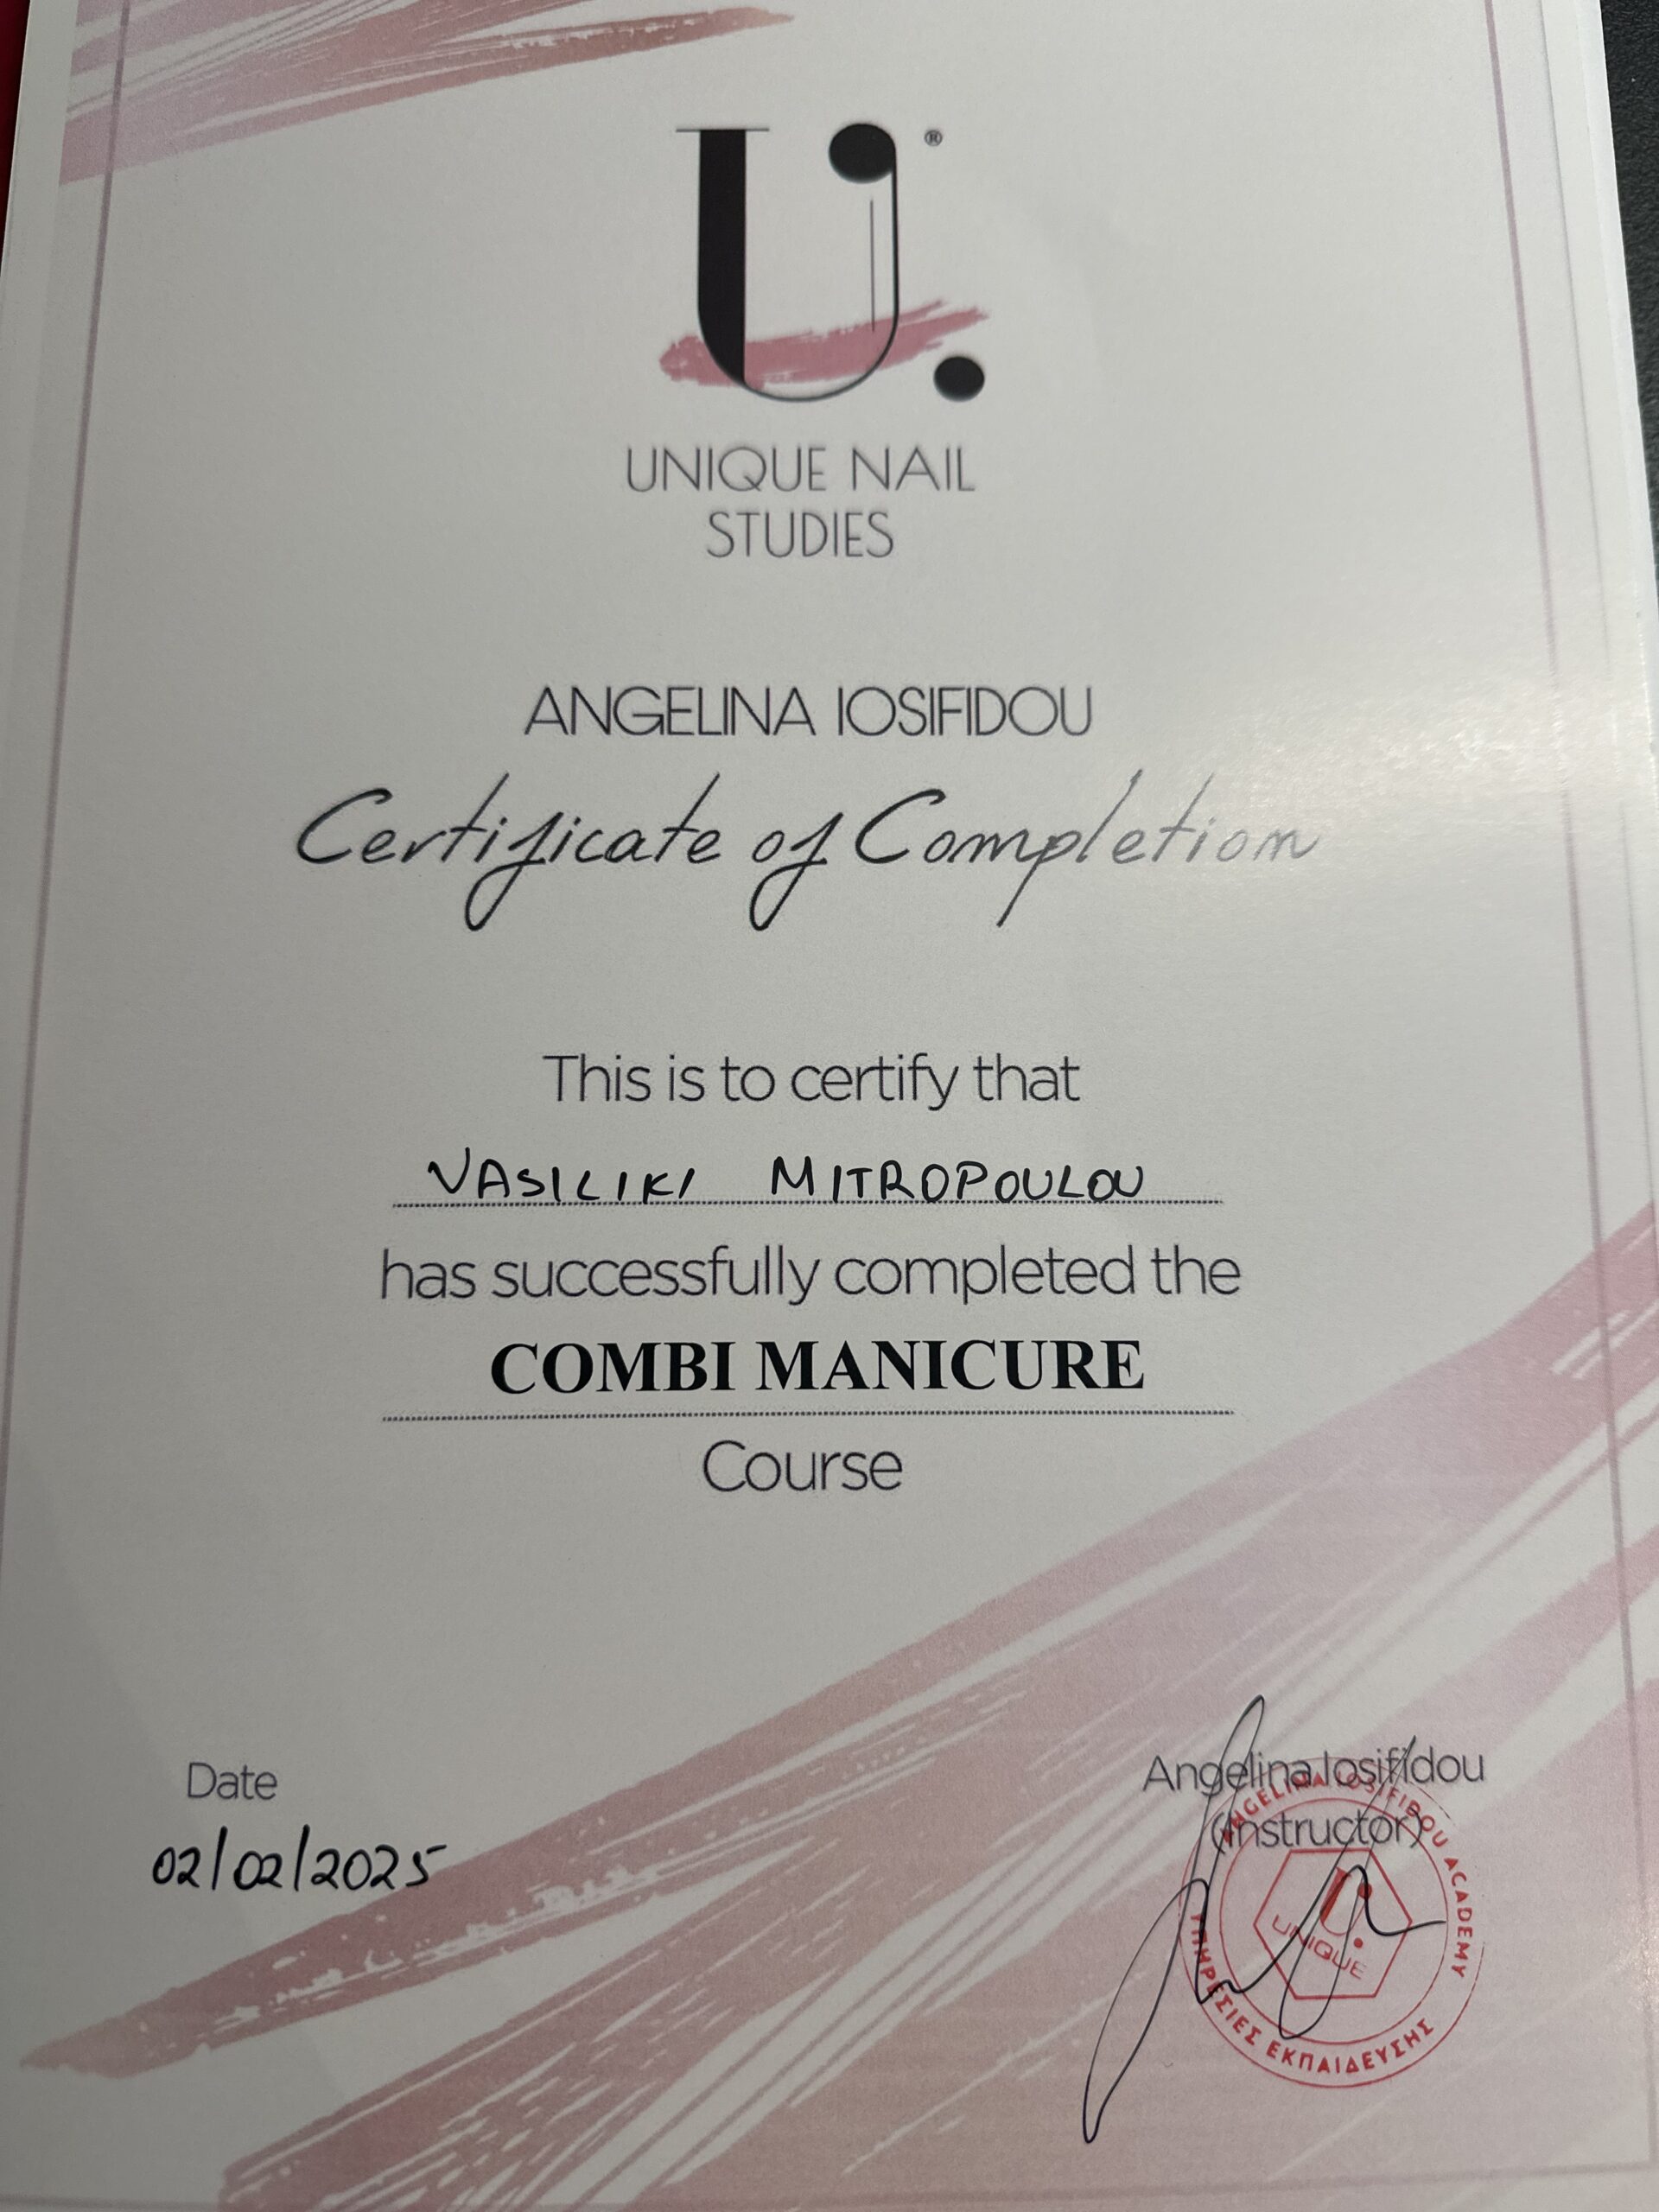 U.®
UNIQUE NAIL
STUDIES
ANGELINA IOSIFIDOU
Certificate of Completion
This is to certify that
VASILIKI MITROPOULOU
has successfully completed the
COMBI MANICURE
Course
Date
02/02/2025
Angelina Iosifidou
(Instructor)
ANGELINA IOSIFIDOU ACADEMY
U.
UNIQUE
ΥΠΗΡΕΣΙΕΣ ΕΚΠΑΙΔΕΥΣΗΣ